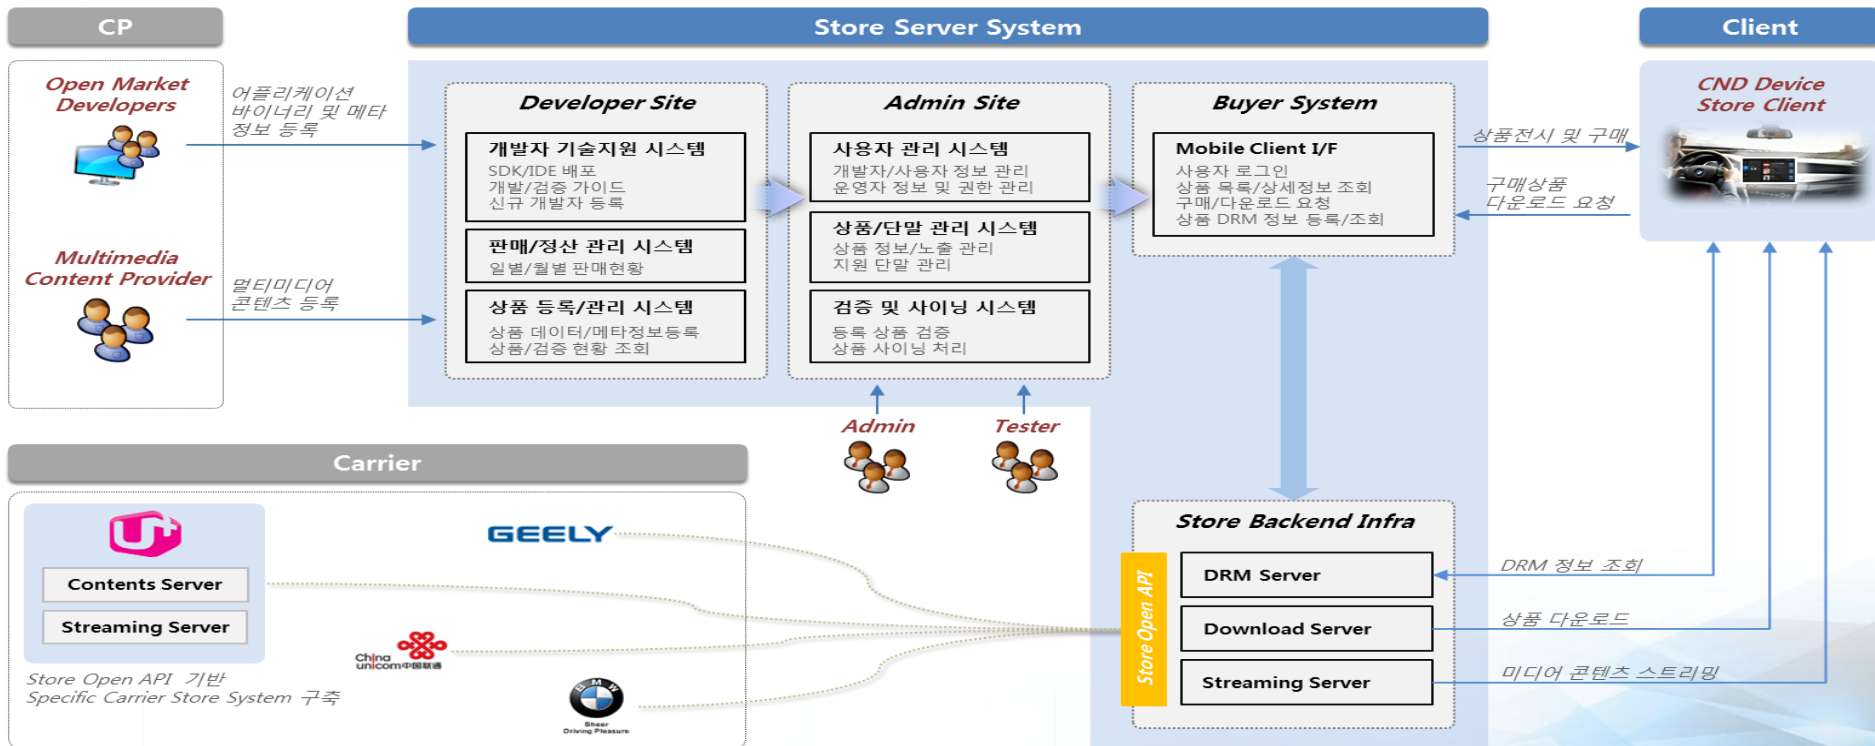 CP
Store Server System
Client
Open Market
Developers
어플리케이션
바이너리 및 메타
정보 등록
Multimedia
Content Provider
멀티미디어
콘텐츠 등록
Developer Site
개발자 기술지원 시스템
SDK/IDE 배포
개발/검증 가이드
신규 개발자 등록
판매/정산 관리 시스템
일별/월별 판매현황
상품 등록/관리 시스템
상품 데이터/메타정보등록
상품/검증 현황 조회
Admin Site
사용자 관리 시스템
개발자/사용자 정보 관리
운영자 정보 및 권한 관리
상품/단말 관리 시스템
상품 정보/노출 관리
지원 단말 관리
검증 및 사이닝 시스템
등록 상품 검증
상품 사이닝 처리
Buyer System
Mobile Client I/F
사용자 로그인
상품 목록/상세정보 조회
구매/다운로드 요청
상품 DRM 정보 등록/조회
상품전시 및 구매
구매상품
다운로드 요청
CND Device
Store Client
Admin
Tester
Carrier
U+
Contents Server
Streaming Server
Store Open API 기반
Specific Carrier Store System 구축
GEELY
China
unicom中国联通
BMW
Sheer
Driving Pleasure
Store Backend Infra
Store Open API
DRM Server
Download Server
Streaming Server
DRM 정보 조회
상품 다운로드
미디어 콘텐츠 스트리밍